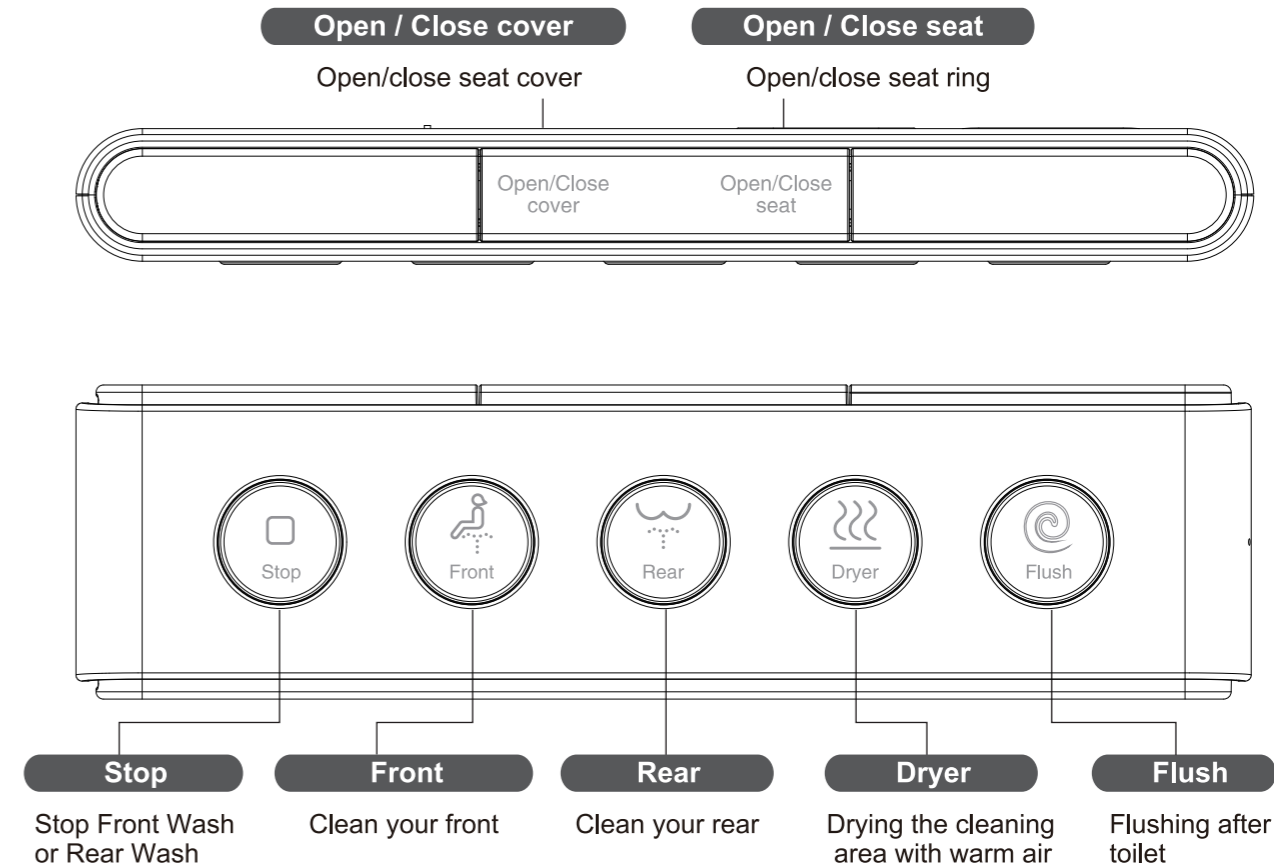 Open / Close cover
Open / Close seat
Open/close seat cover
Open/close seat ring
Open/Close
cover
Open/Close
seat
Stop
Front
Rear
Dryer
Flush
Stop
Front
Rear
Dryer
Flush
Stop Front Wash
or Rear Wash
Clean your front
Clean your rear
Drying the cleaning
area with warm air
Flushing after
toilet